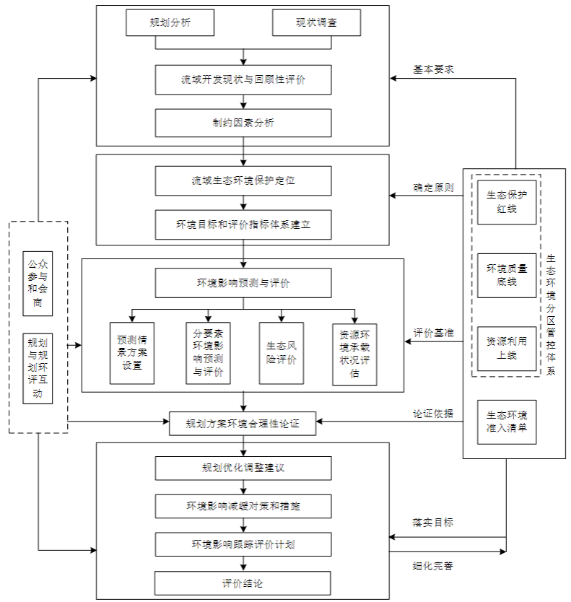 规划分析
现状调查
流域开发现状与回顾性评价
基本要求
制约因素分析
流域生态环境保护定位
确定原则
生态保护
红线
环境目标和评价指标体系建立
公众
参与
和会
商
环境影响预测与评价
环境质量
底线
生态环境分区管控体系
规划
与规
划环
评互
动
预测情
景方案
设置
分要素
环境影
响预测
与评价
生态风
险评价
资源环
境承载
状况评
估
评价基准
资源利用
上线
规划方案环境合理性论证
论证依据
生态环境
准入清单
规划优化调整建议
环境影响减缓对策和措施
落实目标
环境影响跟踪评价计划
细化完善
评价结论